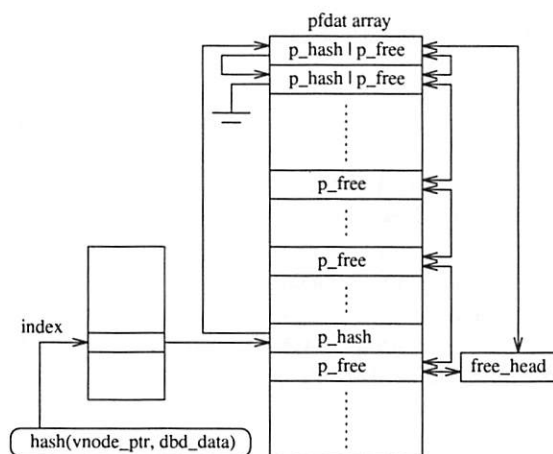 pfdat array
p_hash | p_free
p_hash | p_free
p_free
p_free
index
p_hash
p_free
free_head
hash(vnode_ptr, dbd_data)